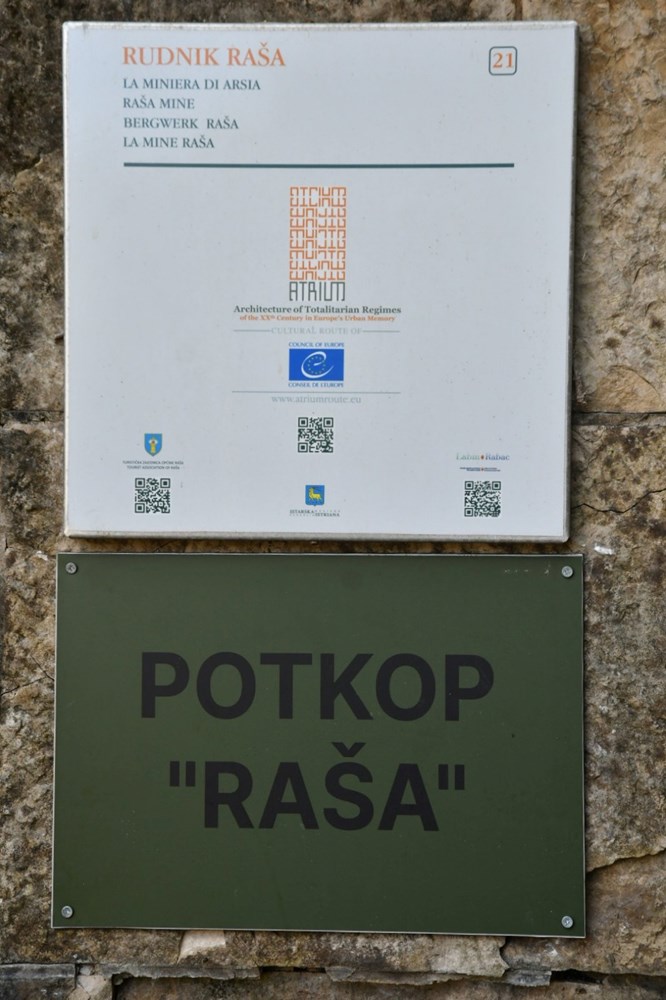 RUDNIK RAŠA
21
LA MINIERA DI ARSIA
RAŠA MINE
BERGWERK RAŠA
LA MINE RAŠA
ATRIUM
Architecture of Totalitarian Regimes
of the XXth Century in Europe's Urban Memory
CULTURAL ROUTE OF
COUNCIL OF EUROPE
CONSEIL DE L'EUROPE
www.atriumroute.eu
Labin Rabac
POTKOP
"RAŠA"